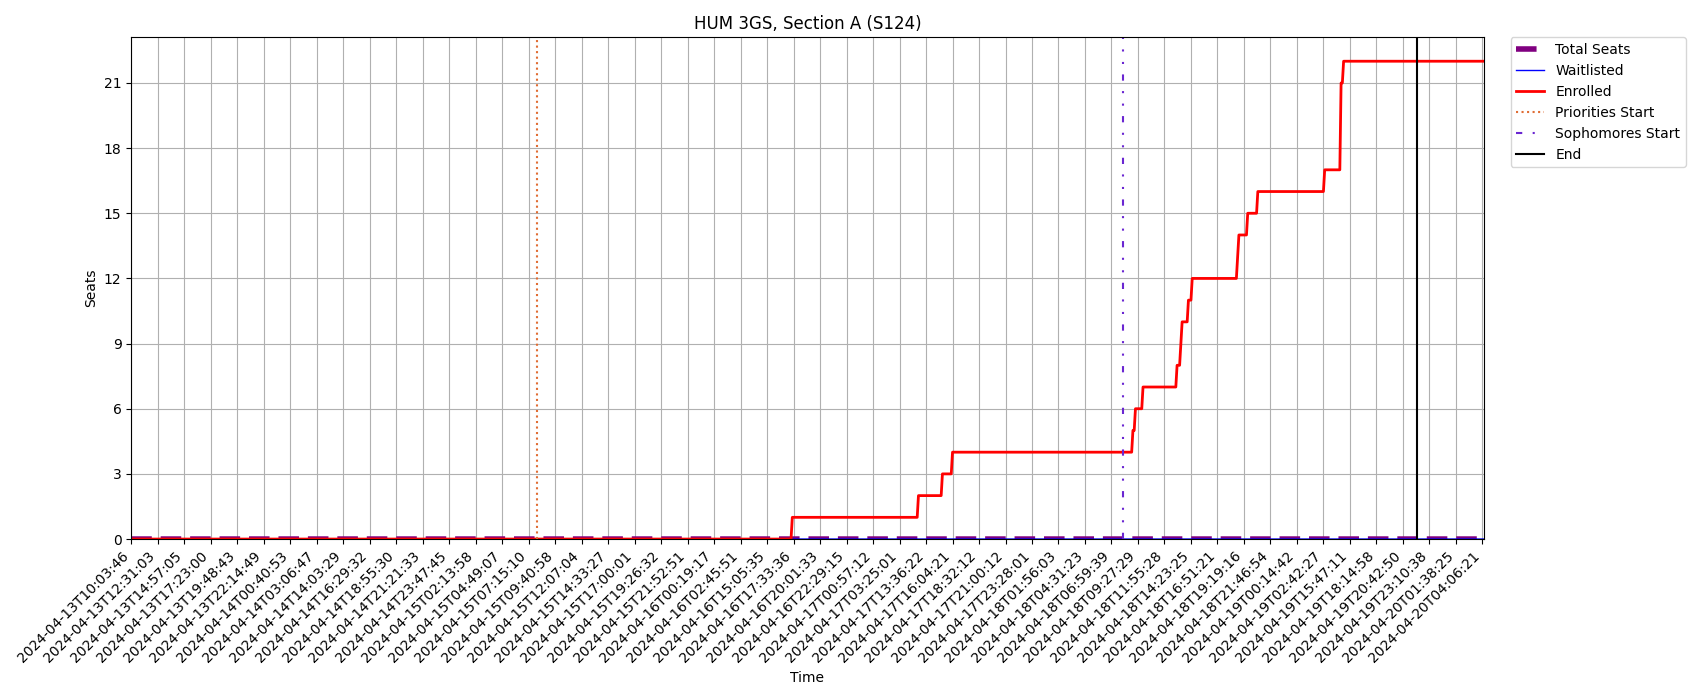 HUM 3GS, Section A (S124)
Total Seats
Waitlisted
Enrolled
Priorities Start
Sophomores Start
End
Seats
21
18
15
12
9
6
3
0
2024-04-13T10:03:46
2024-04-13T12:31:03
2024-04-13T14:57:05
2024-04-13T17:23:00
2024-04-13T19:48:43
2024-04-13T22:14:49
2024-04-14T00:40:53
2024-04-14T03:06:47
2024-04-14T14:03:29
2024-04-14T16:29:32
2024-04-14T18:55:30
2024-04-14T21:21:33
2024-04-14T23:47:45
2024-04-15T02:13:58
2024-04-15T04:49:07
2024-04-15T07:15:10
2024-04-15T09:40:58
2024-04-15T12:07:04
2024-04-15T14:33:27
2024-04-15T17:00:01
2024-04-15T19:26:32
2024-04-15T21:52:51
2024-04-16T00:19:17
2024-04-16T02:45:51
2024-04-16T15:05:35
2024-04-16T17:33:36
2024-04-16T20:01:33
2024-04-16T22:29:15
2024-04-17T00:57:12
2024-04-17T03:25:01
2024-04-17T13:36:22
2024-04-17T16:04:21
2024-04-17T18:32:12
2024-04-17T21:00:12
2024-04-17T23:28:01
2024-04-18T01:56:03
2024-04-18T04:31:23
2024-04-18T06:59:39
2024-04-18T09:27:29
2024-04-18T11:55:28
2024-04-18T14:23:25
2024-04-18T16:51:21
2024-04-18T19:19:16
2024-04-18T21:46:54
2024-04-19T00:14:42
2024-04-19T02:42:27
2024-04-19T15:47:11
2024-04-19T18:14:58
2024-04-19T20:42:50
2024-04-19T23:10:38
2024-04-20T01:38:25
2024-04-20T04:06:21
Time